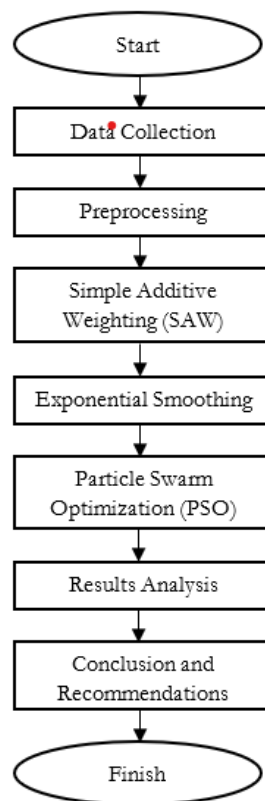 Start
Data Collection
Preprocessing
Simple Additive
Weighting (SAW)
Exponential Smoothing
Particle Swarm
Optimization (PSO)
Results Analysis
Conclusion and
Recommendations
Finish